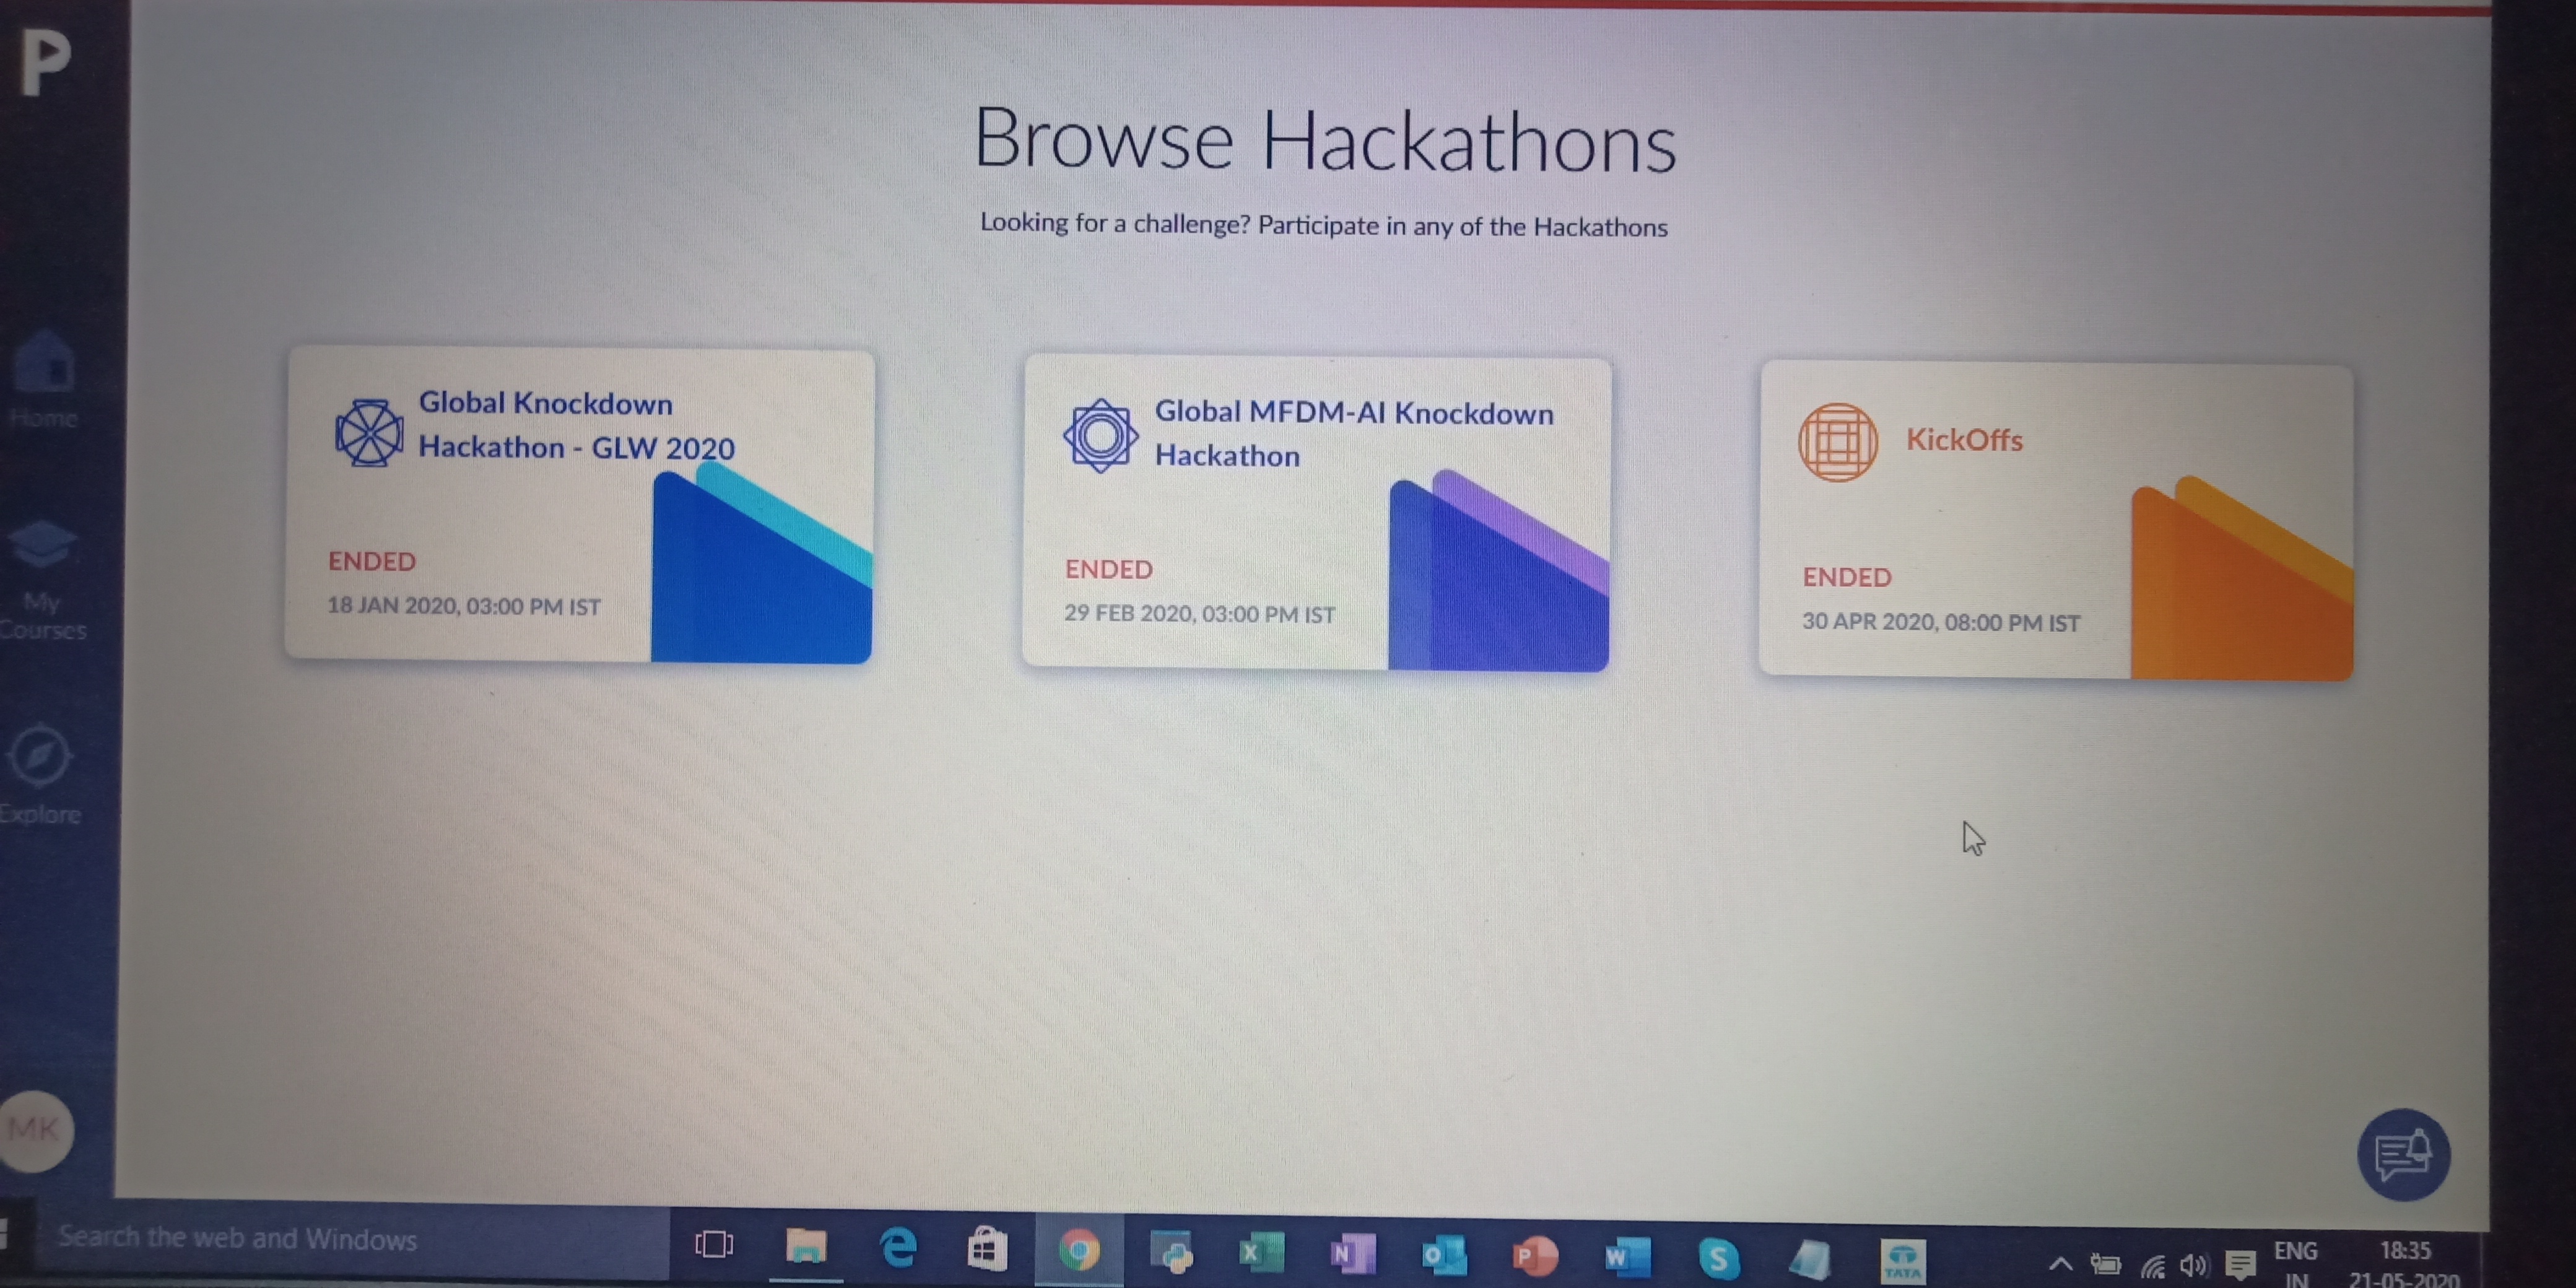 P
Browse Hackathons
Looking for a challenge? Participate in any of the Hackathons
Home
My
Courses
Explore
MK
Global Knockdown
Hackathon - GLW 2020
ENDED
18 JAN 2020, 03:00 PM IST
Global MFDM-AI Knockdown
Hackathon
ENDED
29 FEB 2020, 03:00 PM IST
KickOffs
ENDED
30 APR 2020, 08:00 PM IST
Search the web and Windows
X
N
O
P
W
S
TATA
ENG
IN
18:35
21-05-2020